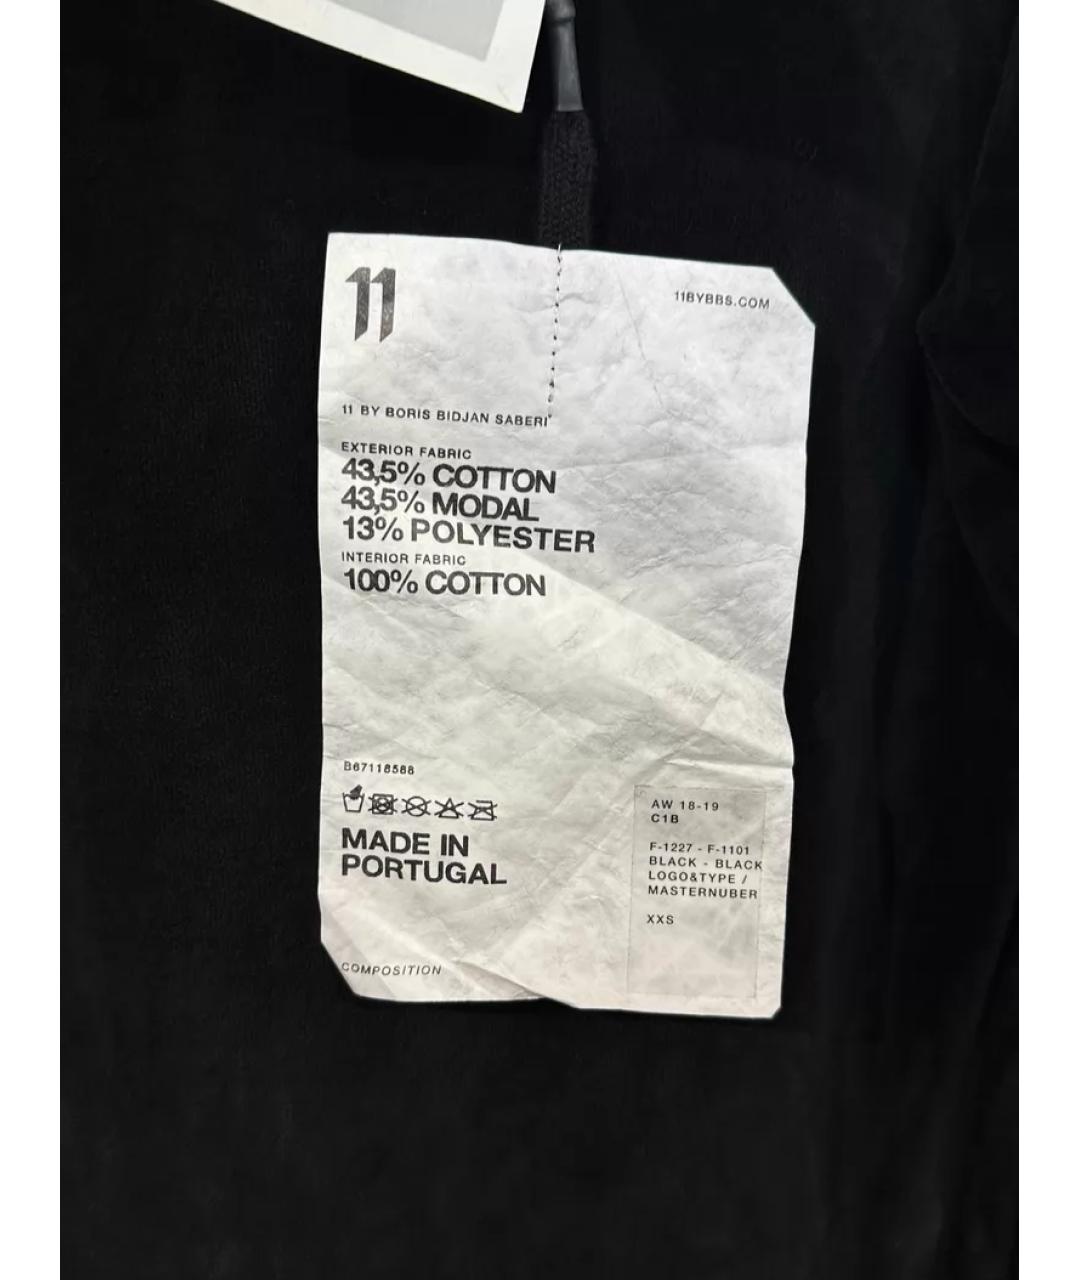 11
11BYBBS.COM
11 BY BORIS BIDJAN SABERI
EXTERIOR FABRIC
43,5% COTTON
43,5% MODAL
13% POLYESTER
INTERIOR FABRIC
100% COTTON
B67118588
MADE IN
PORTUGAL
COMPOSITION
AW 18-19
C1B
F-1227 - F-1101
BLACK - BLACK
LOGO&TYPE /
MASTERNUBER
XXS